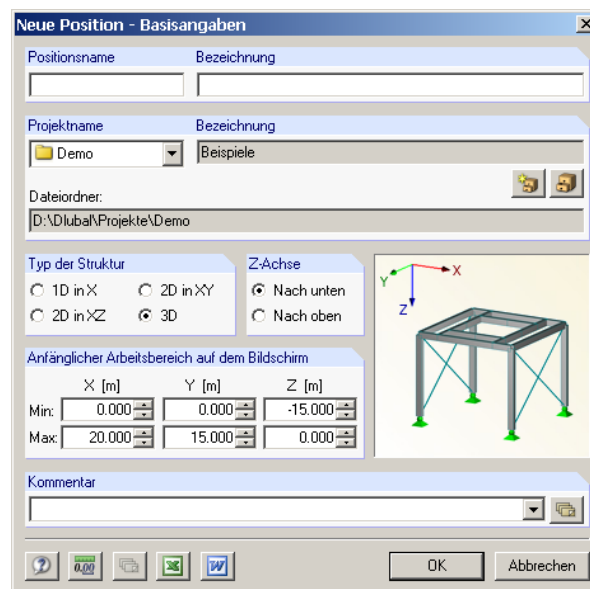 Neue Position - Basisangaben
Positionsname Bezeichnung
Projektname Bezeichnung
Demo Beispiele
Dateiordner:
D:\Dlubal\Projekte\Demo
Typ der Struktur Z-Achse
1D in X 2D in XY Nach unten
2D in XZ 3D Nach oben
X
Y
Z
Anfänglicher Arbeitsbereich auf dem Bildschirm
X [m] Y [m] Z [m]
Min: 0.000 0.000 -15.000
Max: 20.000 15.000 0.000
Kommentar
0.00
OK Abbrechen